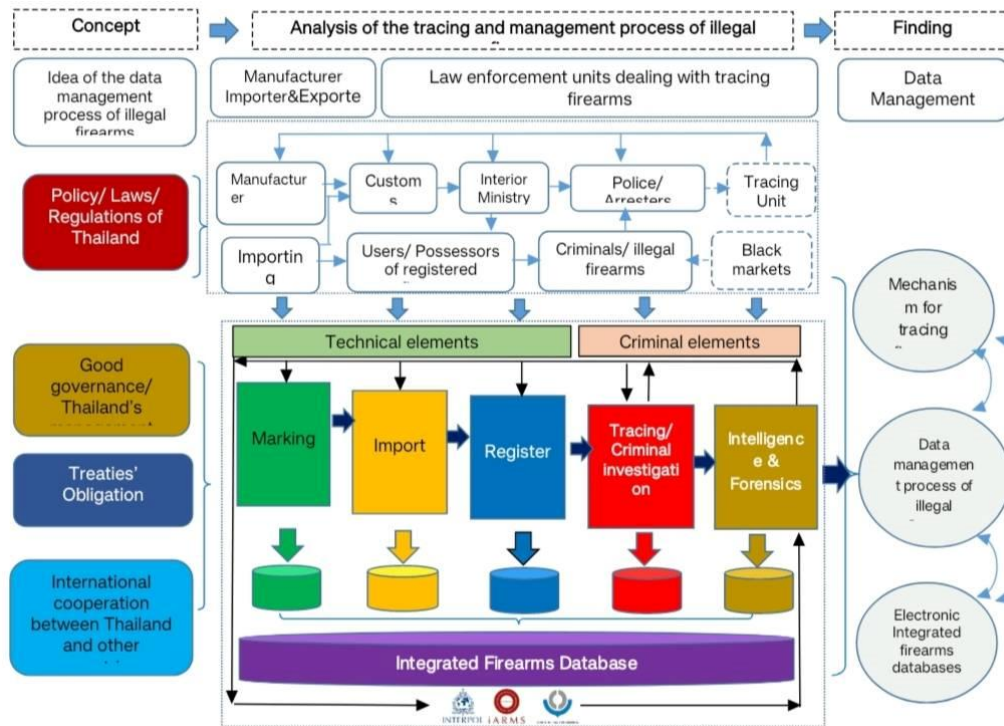 Concept
Analysis of the tracing and management process of illegal
Finding
Idea of the data
management
process of illegal
firearms
Manufacturer
Importer&Exporte
Law enforcement units dealing with tracing
firearms
Data
Management
Policy/ Laws/
Regulations of
Thailand
Manufactur
er
Custom
s
Interior
Ministry
Police/
Arresters
Tracing
Unit
Importin
g
Users/ Possessors
of registered
Criminals/ illegal
firearms
Black
markets
Technical elements
Criminal elements
Good
governance/
Thailand's
management
Treaties'
Obligation
International
cooperation
between Thailand
and other
Marking
Import
Register
Tracing/
Criminal
investigati
on
Intelligenc
e &
Forensics
Integrated Firearms Database
INTERPOL
iARMS
Mechanis
m for
tracing
Data
managemen
t process of
illegal
Electronic
Integrated
firearms
databases